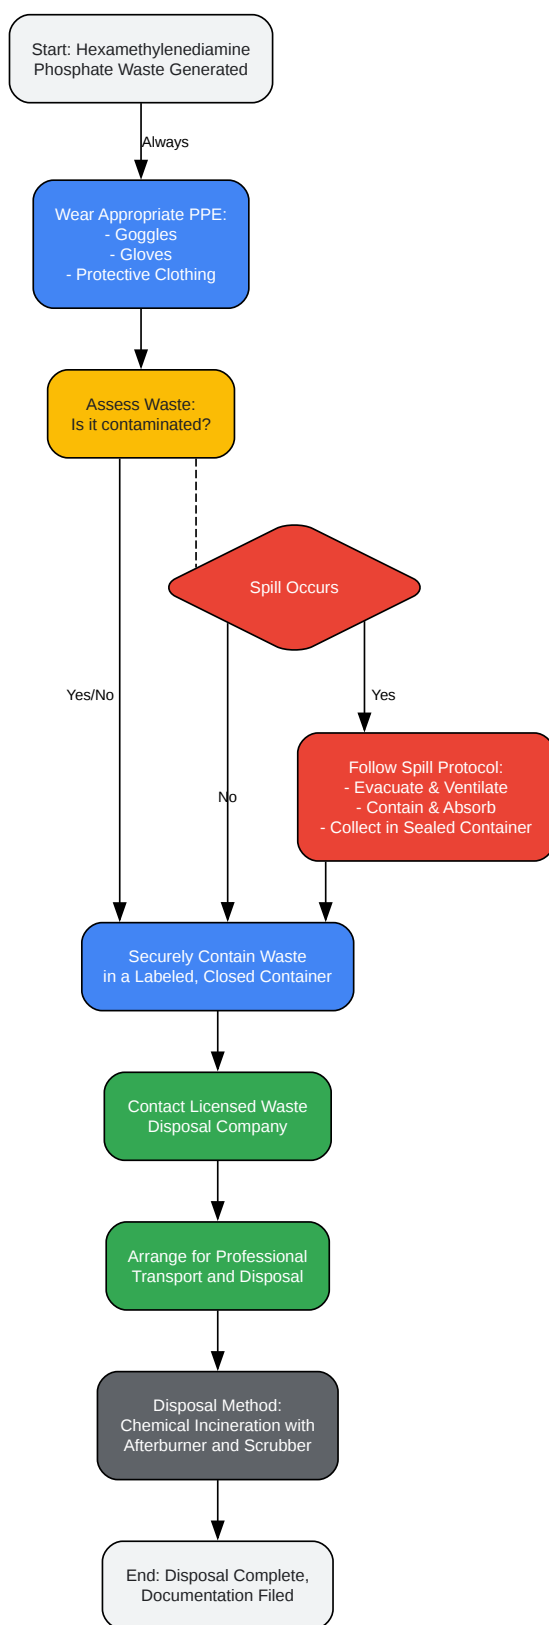 Start: Hexamethylenediamine
Phosphate Waste Generated
Always
Wear Appropriate PPE:
- Goggles
- Gloves
- Protective Clothing
Assess Waste:
Is it contaminated?
Spill Occurs
Yes/No
Yes
Follow Spill Protocol:
- Evacuate & Ventilate
- Contain & Absorb
- Collect in Sealed Container
No
Securely Contain Waste
in a Labeled, Closed Container
Contact Licensed Waste
Disposal Company
Arrange for Professional
Transport and Disposal
Disposal Method:
Chemical Incineration with
Afterburner and Scrubber
End: Disposal Complete,
Documentation Filed